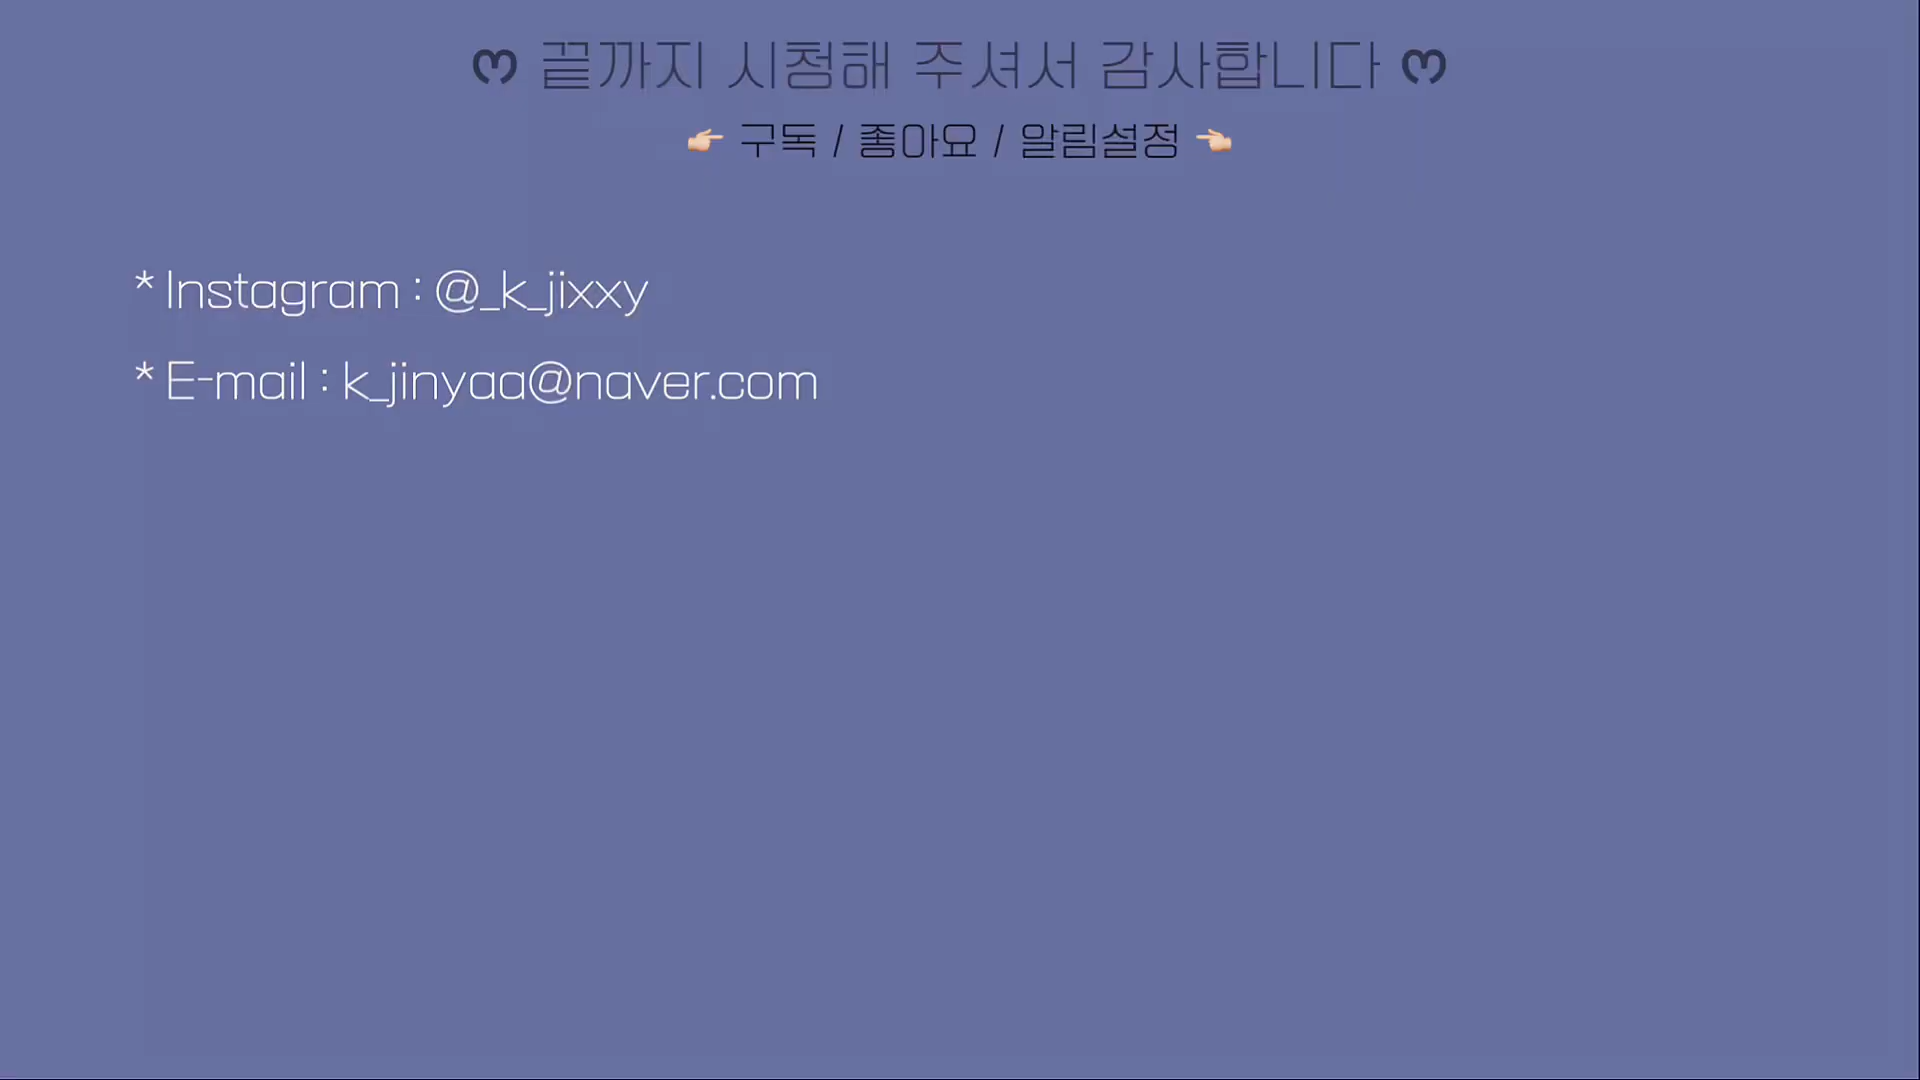 ෆ 끝까지 시청해 주셔서 감사합니다 ෆ
👉🏻 구독 / 좋아요 / 알림설정 👈🏻
* Instagram : @_k_jixxy
* E-mail : k_jinyaa@naver.com